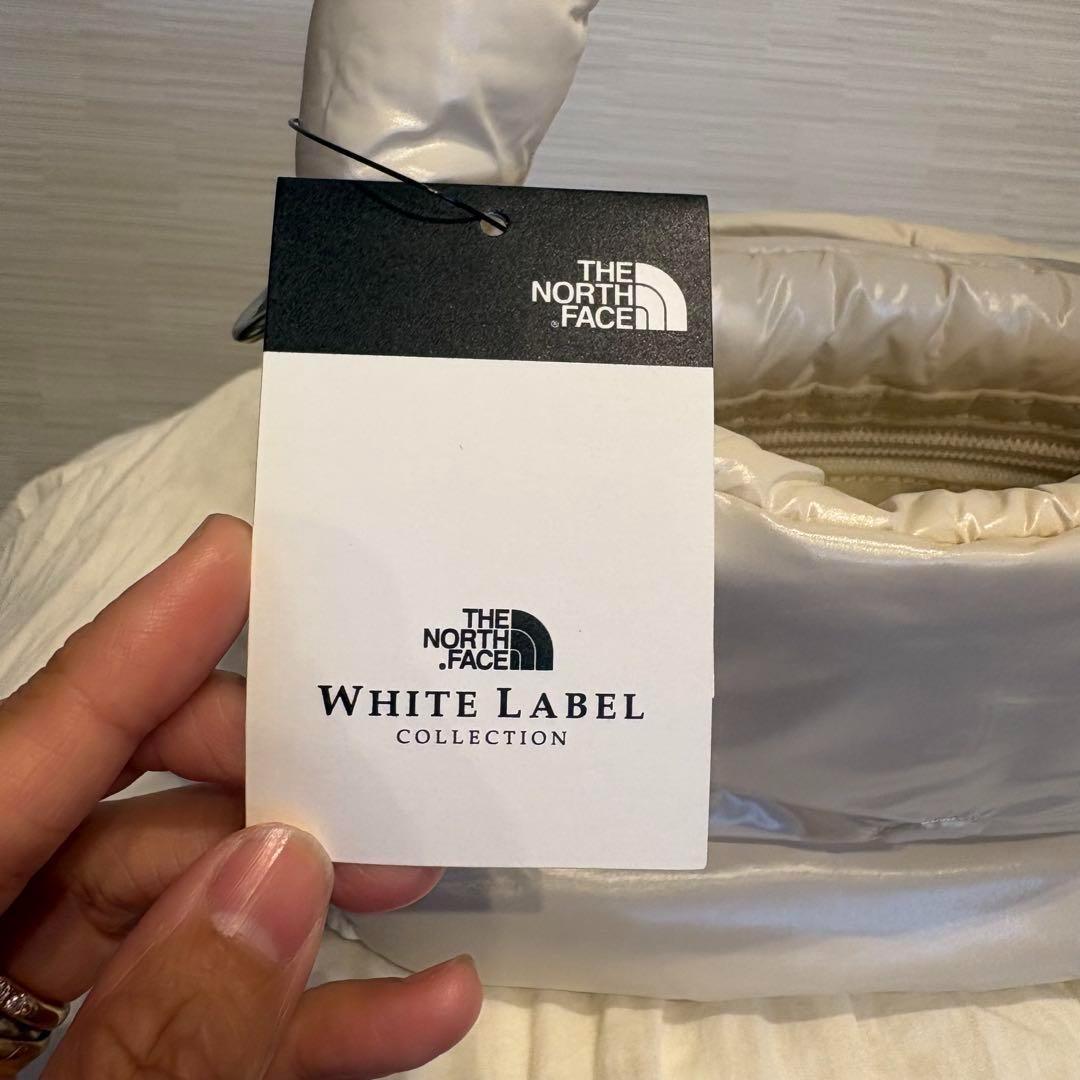 THE
NORTH
® FACE
THE
NORTH
FACE
WHITE LABEL
COLLECTION